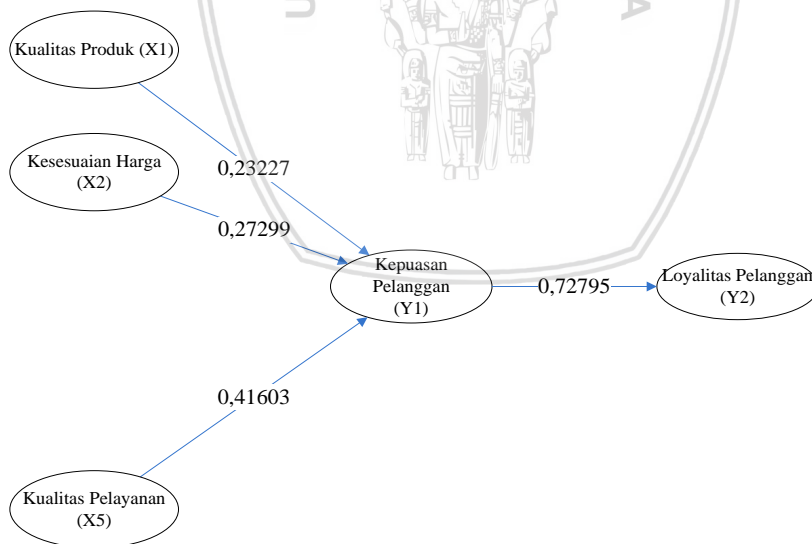 U
A
Kualitas Produk (X1)
Kesesuaian Harga
(X2)
0,23227
0,27299
Kepuasan
Pelanggan
(Y1)
0,72795
Loyalitas Pelanggan
(Y2)
0,41603
Kualitas Pelayanan
(X5)